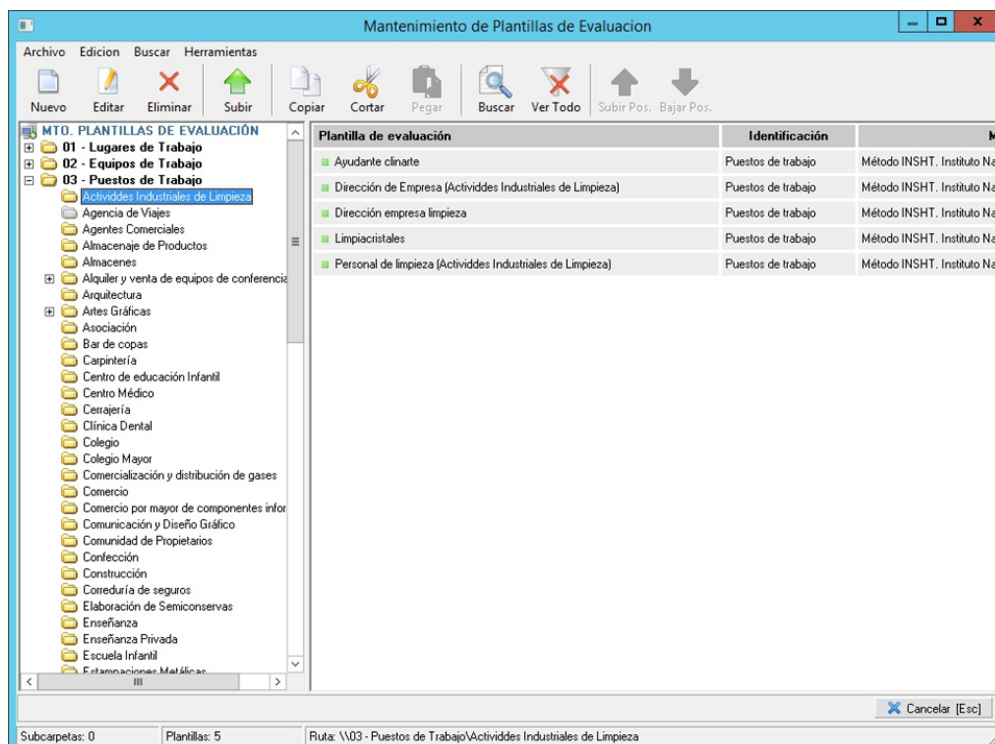 Mantenimiento de Plantillas de Evaluacion
Archivo Edicion Buscar Herramientas
Nuevo Editar Eliminar Subir Copiar Cortar Pegar Buscar Ver Todo Subir Pos. Bajar Pos.
MTO. PLANTILLAS DE EVALUACIÓN
01 - Lugares de Trabajo
02 - Equipos de Trabajo
03 - Puestos de Trabajo
Actividdes Industriales de Limpieza
Agencia de Viajes
Agentes Comerciales
Almacenaje de Productos
Almacenes
Alquiler y venta de equipos de conferencia
Arquitectura
Artes Gráficas
Asociación
Bar de copas
Carpintería
Centro de educación Infantil
Centro Médico
Cerrajería
Clínica Dental
Colegio
Colegio Mayor
Comercialización y distribución de gases
Comercio
Comercio por mayor de componentes infor
Comunicación y Diseño Gráfico
Comunidad de Propietarios
Confección
Construcción
Correduría de seguros
Elaboración de Semiconservas
Enseñanza
Enseñanza Privada
Escuela Infantil
Estampaciones Metálicas
Plantilla de evaluación Identificación M
Ayudante clinarte Puestos de trabajo Método INSHT. Instituto Na
Dirección de Empresa (Actividdes Industriales de Limpieza) Puestos de trabajo Método INSHT. Instituto Na
Dirección empresa limpieza Puestos de trabajo Método INSHT. Instituto Na
Limpiacristales Puestos de trabajo Método INSHT. Instituto Na
Personal de limpieza (Actividdes Industriales de Limpieza) Puestos de trabajo Método INSHT. Instituto Na
Cancelar [Esc]
Subcarpetas: 0 Plantillas: 5 Ruta: \\03 - Puestos de Trabajo\Actividdes Industriales de Limpieza